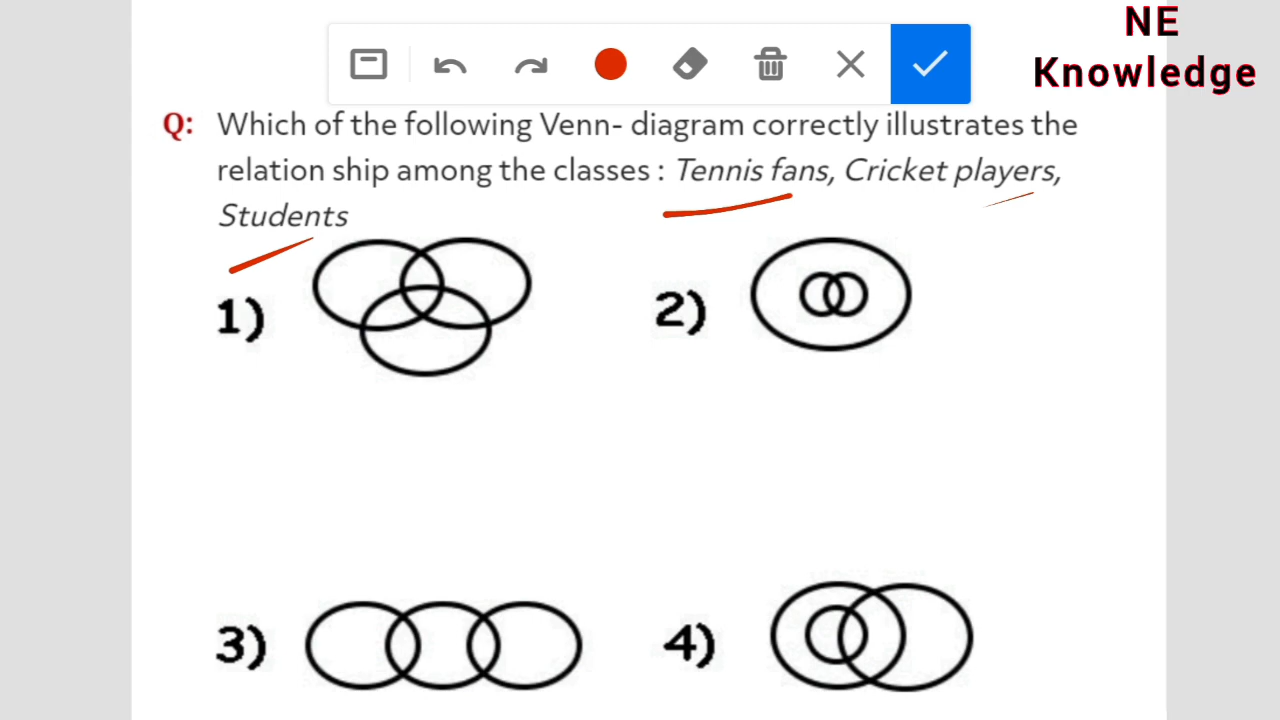 NE
Knowledge
Q: Which of the following Venn- diagram correctly illustrates the
relation ship among the classes : Tennis fans, Cricket players,
Students
1)
2)
3)
4)